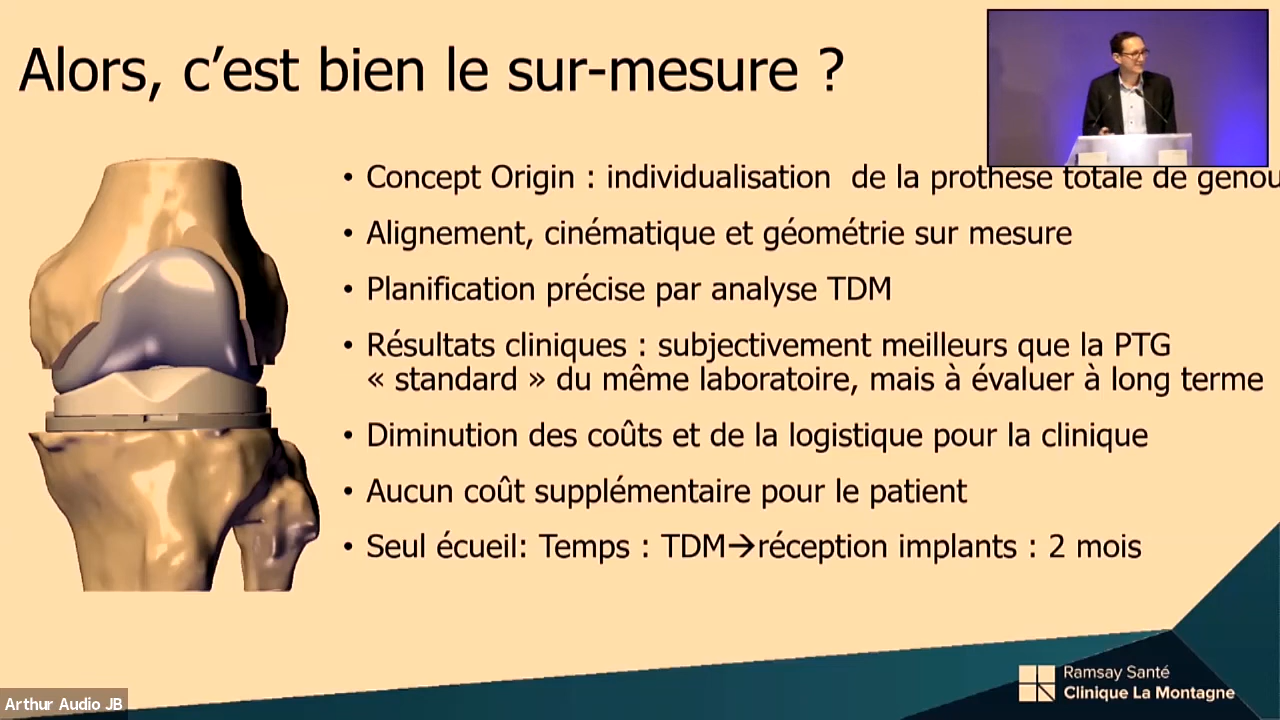 Alors, c’est bien le sur-mesure ?
• Concept Origin : individualisation  de la prothèse totale de genou
• Alignement, cinématique et géométrie sur mesure
• Planification précise par analyse TDM
• Résultats cliniques : subjectivement meilleurs que la PTG
« standard » du même laboratoire, mais à évaluer à long terme
• Diminution des coûts et de la logistique pour la clinique
• Aucun coût supplémentaire pour le patient
• Seul écueil: Temps : TDM→réception implants : 2 mois
Ramsay Santé
Clinique La Montagne
Arthur Audio JB